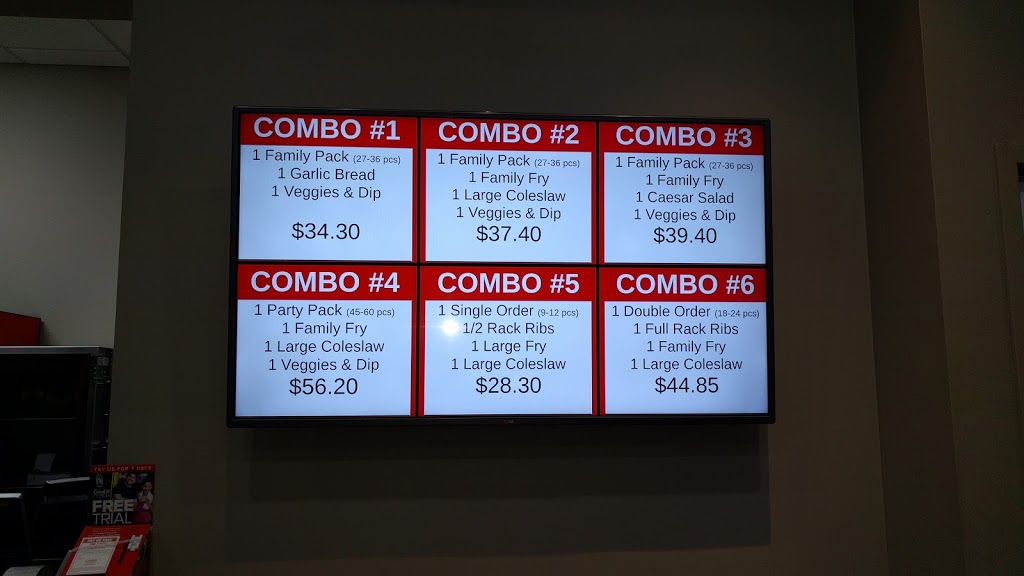 COMBO #1
1 Family Pack (27-36 pcs)
1 Garlic Bread
1 Veggies & Dip
$34.30
COMBO #2
1 Family Pack (27-36 pcs)
1 Family Fry
1 Large Coleslaw
1 Veggies & Dip
$37.40
COMBO #3
1 Family Pack (27-36 pcs)
1 Family Fry
1 Caesar Salad
1 Veggies & Dip
$39.40
COMBO #4
1 Party Pack (45-60 pcs)
1 Family Fry
1 Large Coleslaw
1 Veggies & Dip
$56.20
COMBO #5
1 Single Order (9-12 pcs)
1/2 Rack Ribs
1 Large Fry
1 Large Coleslaw
$28.30
COMBO #6
1 Double Order (18-24 pcs)
1 Full Rack Ribs
1 Family Fry
1 Large Coleslaw
$44.85
TRY US FOR 7 DAYS
FREE
TRIAL